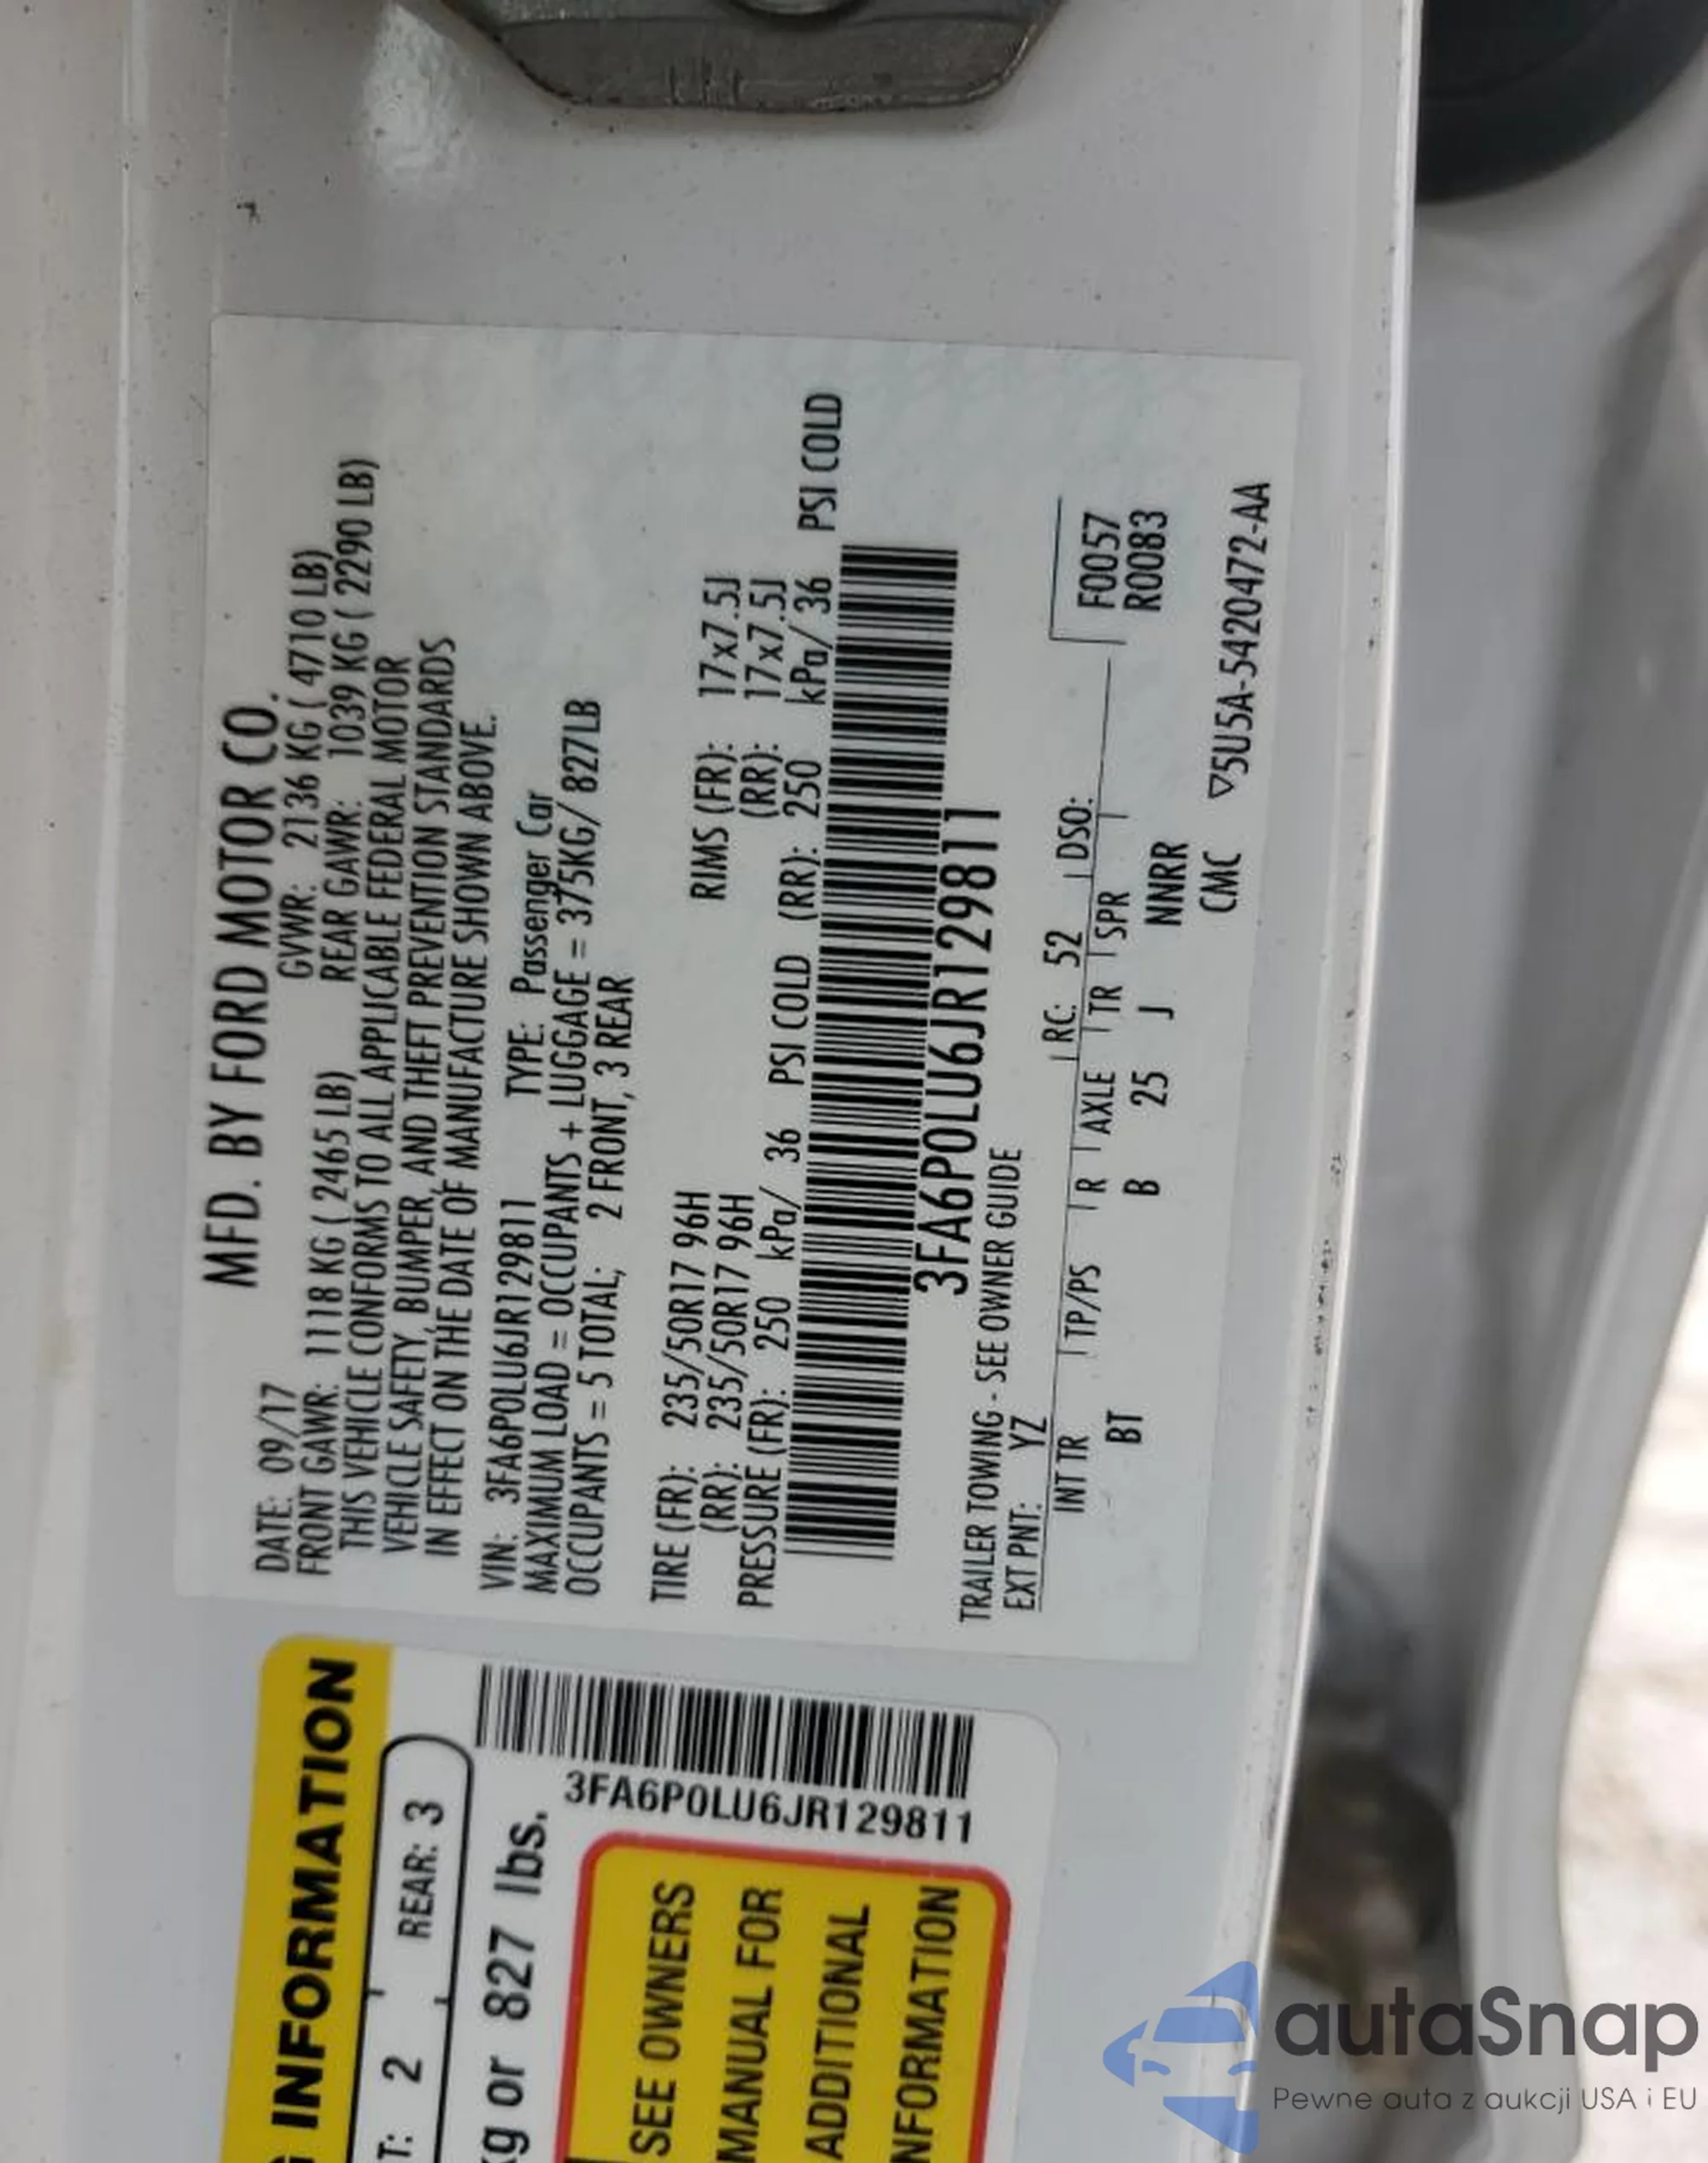 MFD. BY FORD MOTOR CO.
DATE: 09/17 GVWR: 2136 KG ( 4710 LB)
FRONT GAWR: 1118 KG ( 2465 LB) REAR GAWR: 1039 KG ( 2290 LB)
THIS VEHICLE CONFORMS TO ALL APPLICABLE FEDERAL MOTOR
VEHICLE SAFETY, BUMPER, AND THEFT PREVENTION STANDARDS
IN EFFECT ON THE DATE OF MANUFACTURE SHOWN ABOVE.
VIN: 3FA6P0LU6JR129811 TYPE: Passenger Car
MAXIMUM LOAD = OCCUPANTS + LUGGAGE = 375KG/ 827LB
OCCUPANTS = 5 TOTAL; 2 FRONT, 3 REAR
TIRE (FR): 235/50R17 96H RIMS (FR): 17x7.5J
(RR): 235/50R17 96H (RR): 17x7.5J
PRESSURE (FR): 250 kPa/ 36 PSI COLD (RR): 250 kPa/ 36 PSI COLD
3FA6P0LU6JR129811
TRAILER TOWING - SEE OWNER GUIDE
EXT PNT: YZ RC: 52 DSO:
INT TR TP/PS R AXLE TR SPR F0057
BT B 25 J NNRR R0083
CMC ▽5U5A-5420472-AA
INFORMATION
T: 2 REAR: 3
kg or 827 lbs.
3FA6P0LU6JR129811
SEE OWNERS
MANUAL FOR
ADDITIONAL
NFORMATION
autaSnap
Pewne auta z aukcji USA i EU